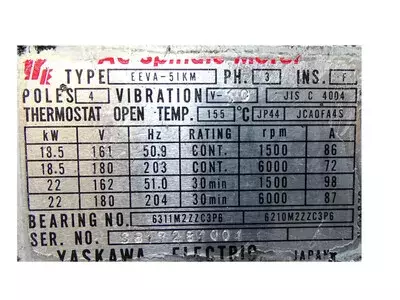 AC Spindle Motor
TYPE EEVA-51KM PH. 3 INS. F
POLES 4 VIBRATION V- JIS C 4004
THERMOSTAT OPEN TEMP. 155 °C JP44 JCA0FA4S
kW V Hz RATING rpm A
13.5 161 50.9 CONT. 1500 86
18.5 180 203 CONT. 6000 72
22 162 51.0 30min 1500 98
22 180 204 30min 6000 87
BEARING NO. 6311M2ZZC3P6 6210M2ZZC3P6
SER. NO.
YASKAWA ELECTRIC JAPAN